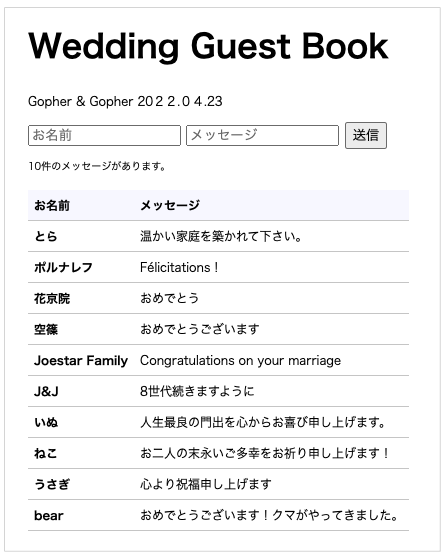 Wedding Guest Book
Gopher & Gopher 2022.04.23
お名前 メッセージ 送信
10件のメッセージがあります。
お名前 メッセージ
とら 温かい家庭を築かれて下さい。
ポルナレフ Félicitations !
花京院 おめでとう
空篠 おめでとうございます
Joestar Family Congratulations on your marriage
J&J 8世代続きますように
いぬ 人生最良の門出を心からお喜び申し上げます。
ねこ お二人の末永いご多幸をお祈り申し上げます！
うさぎ 心より祝福申し上げます
bear おめでとうございます！クマがやってきました。